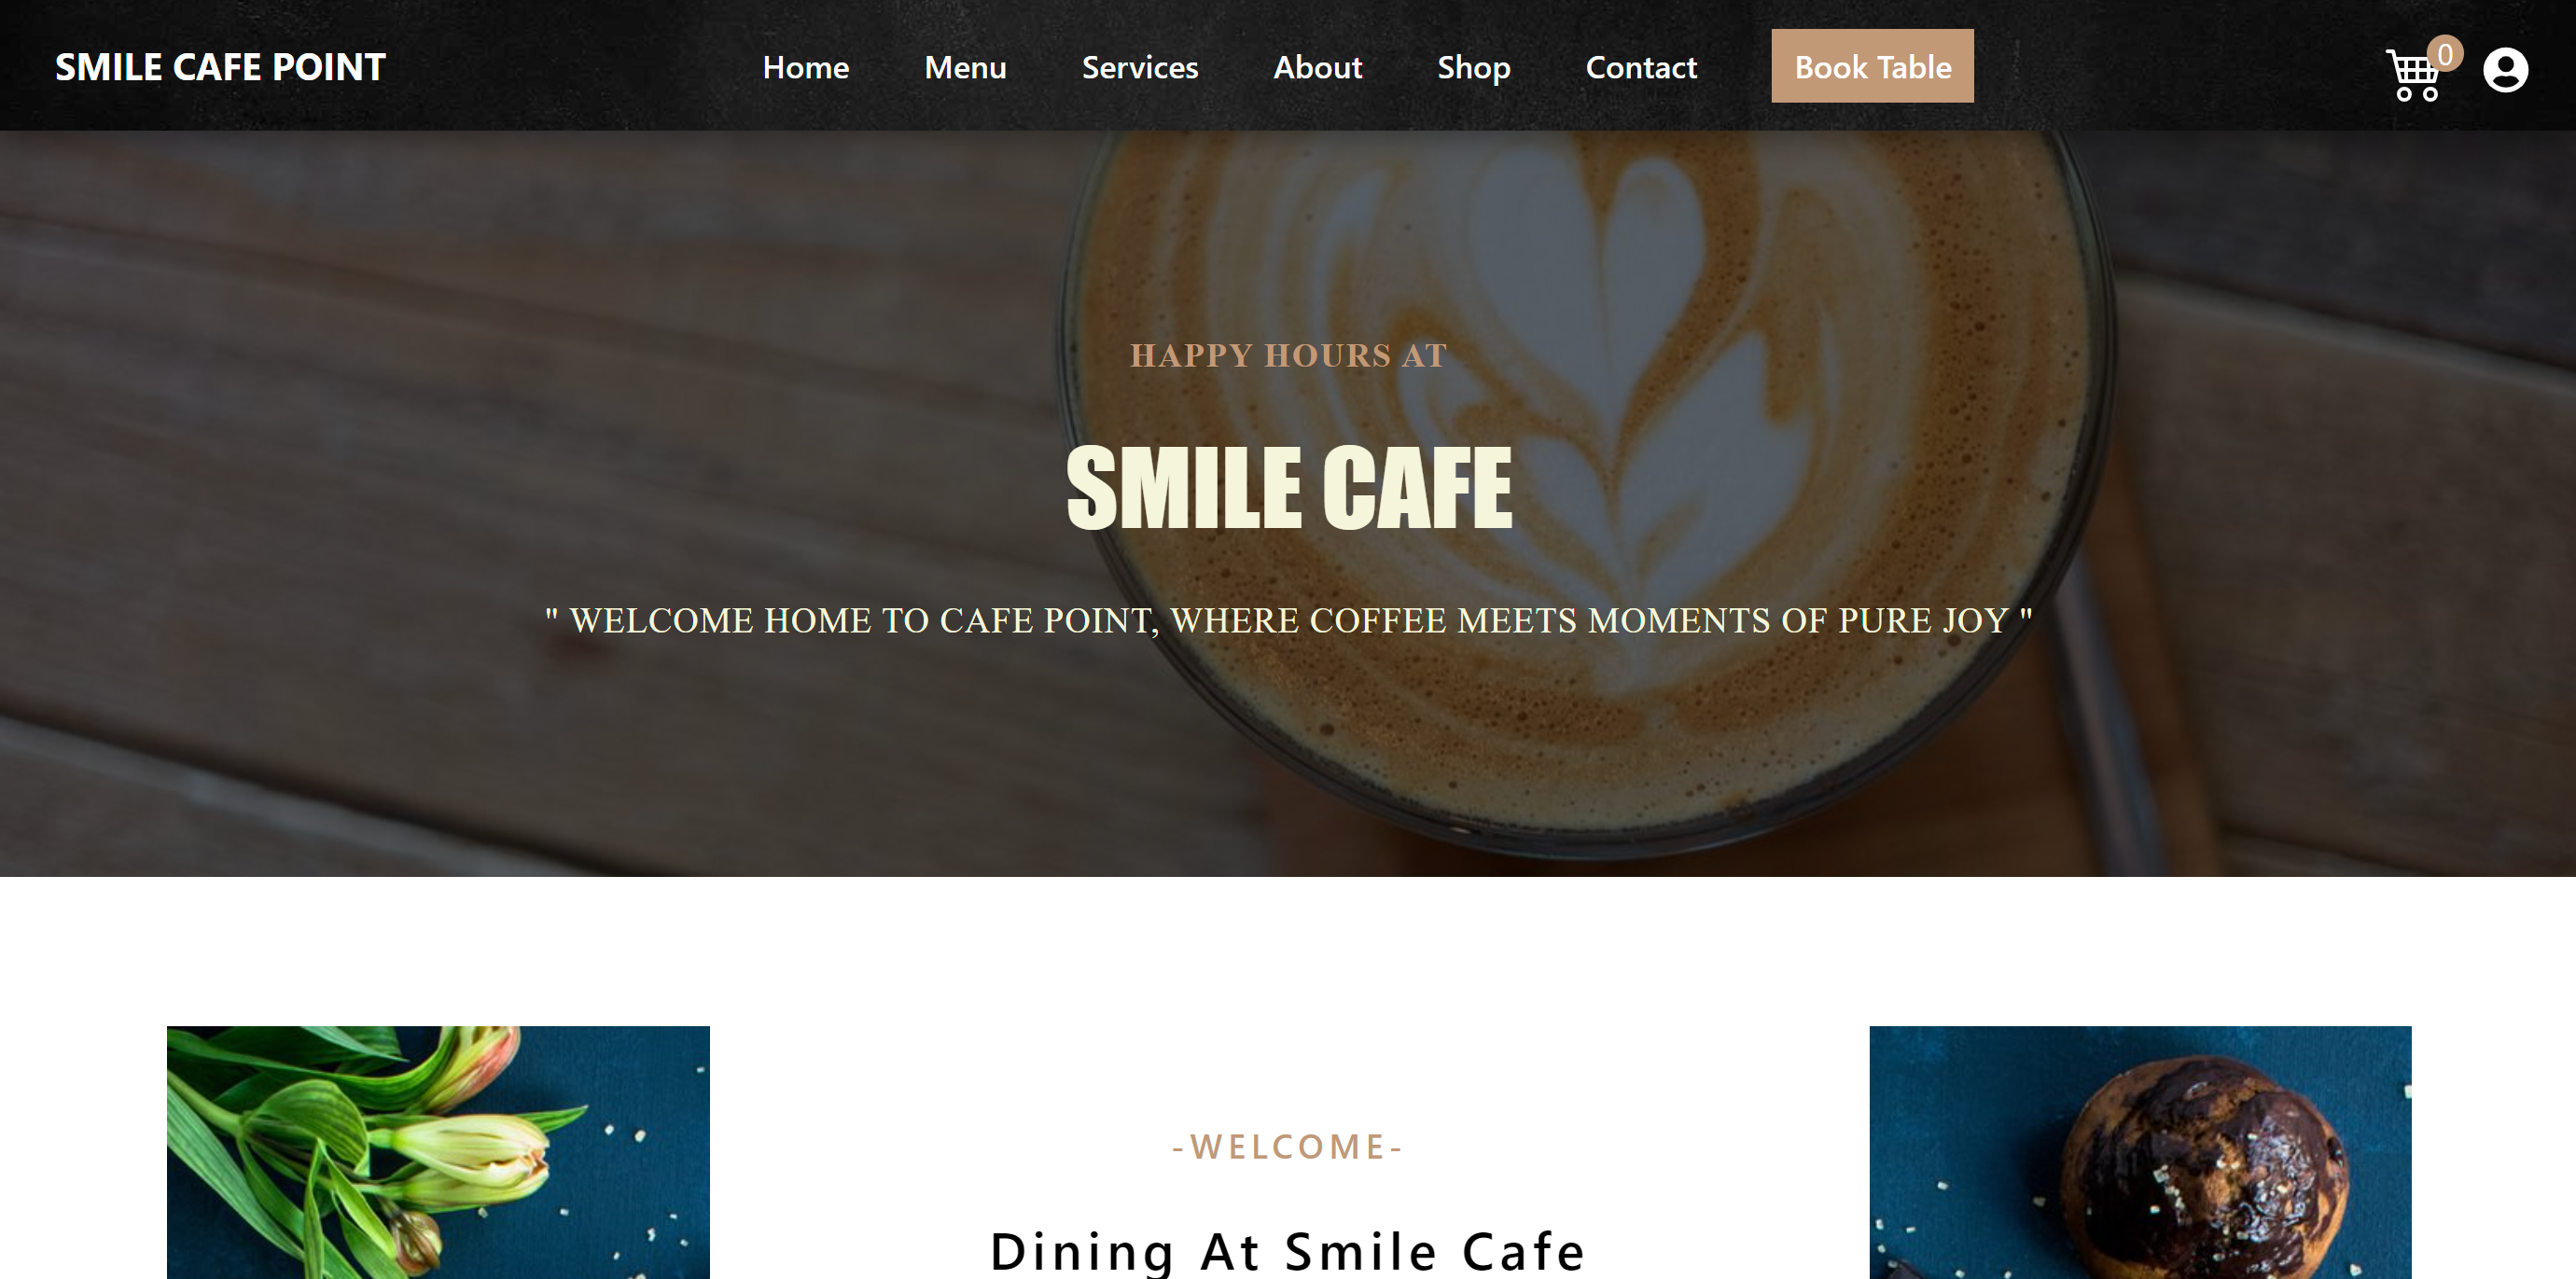 SMILE CAFE POINT Home Menu Services About Shop Contact Book Table 0
HAPPY HOURS AT
SMILE CAFE
" WELCOME HOME TO CAFE POINT, WHERE COFFEE MEETS MOMENTS OF PURE JOY "
-WELCOME-
Dining At Smile Cafe